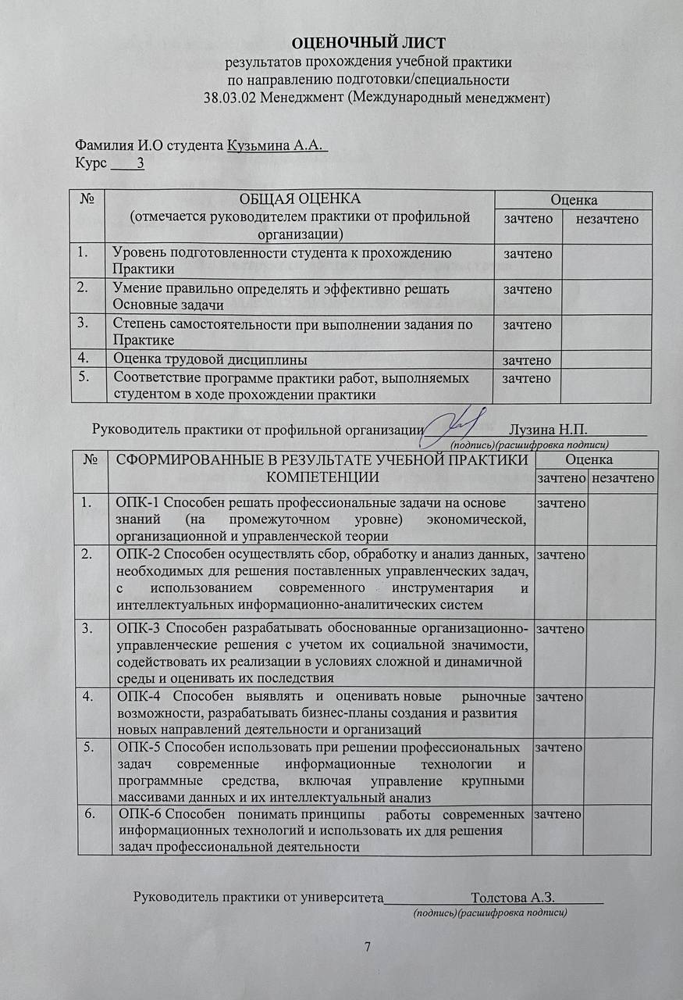 ОЦЕНОЧНЫЙ ЛИСТ
результатов прохождения учебной практики
по направлению подготовки/специальности
38.03.02 Менеджмент (Международный менеджмент)
Фамилия И.О студента Кузьмина А.А.
Курс 3
№ ОБЩАЯ ОЦЕНКА Оценка
(отмечается руководителем практики от профильной зачтено незачтено
организации)
1. Уровень подготовленности студента к прохождению зачтено
Практики
2. Умение правильно определять и эффективно решать зачтено
Основные задачи
3. Степень самостоятельности при выполнении задания по зачтено
Практике
4. Оценка трудовой дисциплины зачтено
5. Соответствие программе практики работ, выполняемых зачтено
студентом в ходе прохождении практики
Руководитель практики от профильной организации Лузина Н.П.
(подпись)(расшифровка подписи)
№ СФОРМИРОВАННЫЕ В РЕЗУЛЬТАТЕ УЧЕБНОЙ ПРАКТИКИ Оценка
КОМПЕТЕНЦИИ зачтено незачтено
1. ОПК-1 Способен решать профессиональные задачи на основе зачтено
знаний (на промежуточном уровне) экономической,
организационной и управленческой теории
2. ОПК-2 Способен осуществлять сбор, обработку и анализ данных, зачтено
необходимых для решения поставленных управленческих задач,
с использованием современного инструментария и
интеллектуальных информационно-аналитических систем
3. ОПК-3 Способен разрабатывать обоснованные организационно- зачтено
управленческие решения с учетом их социальной значимости,
содействовать их реализации в условиях сложной и динамичной
среды и оценивать их последствия
4. ОПК-4 Способен выявлять и оценивать новые рыночные зачтено
возможности, разрабатывать бизнес-планы создания и развития
новых направлений деятельности и организаций
5. ОПК-5 Способен использовать при решении профессиональных зачтено
задач современные информационные технологии и
программные средства, включая управление крупными
массивами данных и их интеллектуальный анализ
6. ОПК-6 Способен понимать принципы работы современных зачтено
информационных технологий и использовать их для решения
задач профессиональной деятельности
Руководитель практики от университета Толстова А.З.
(подпись)(расшифровка подписи)
7